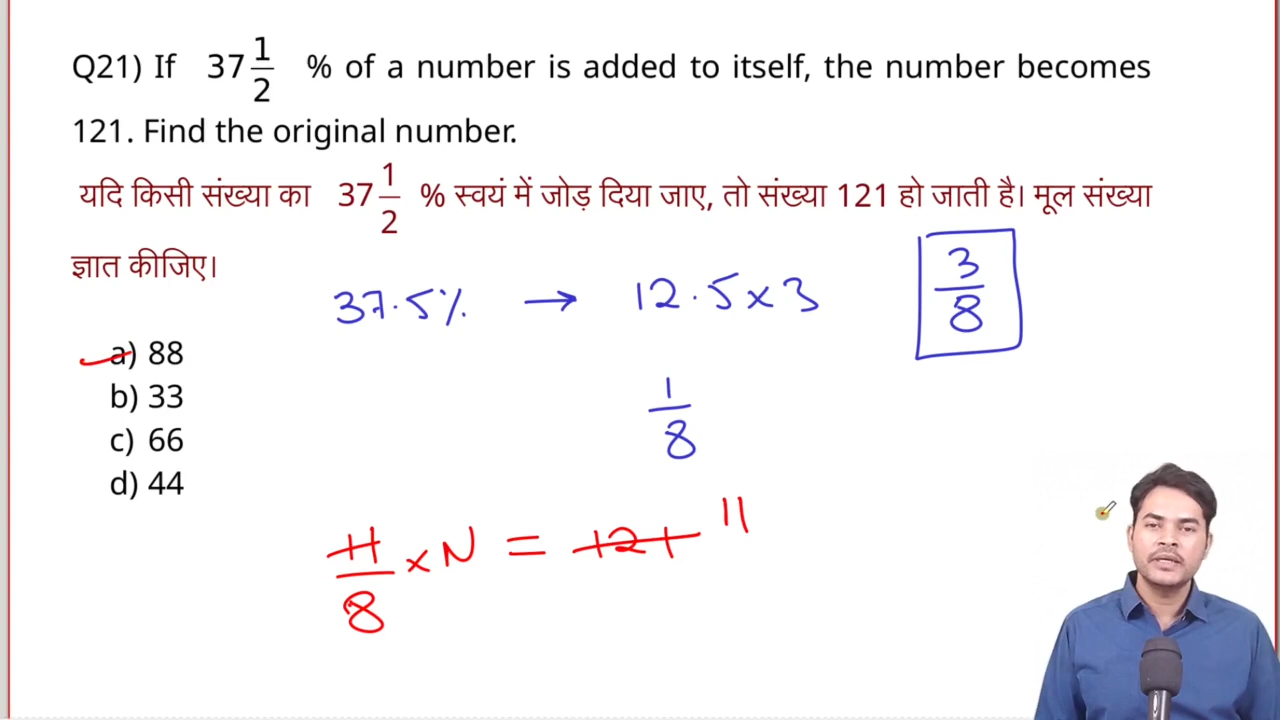 Q21) If 37 1/2 % of a number is added to itself, the number becomes
121. Find the original number.
यदि किसी संख्या का 37 1/2 % स्वयं में जोड़ दिया जाए, तो संख्या 121 हो जाती है। मूल संख्या
ज्ञात कीजिए।
37.5% → 12.5x3
3/8
1/8
a) 88
b) 33
c) 66
d) 44
11/8 x N = 121 11